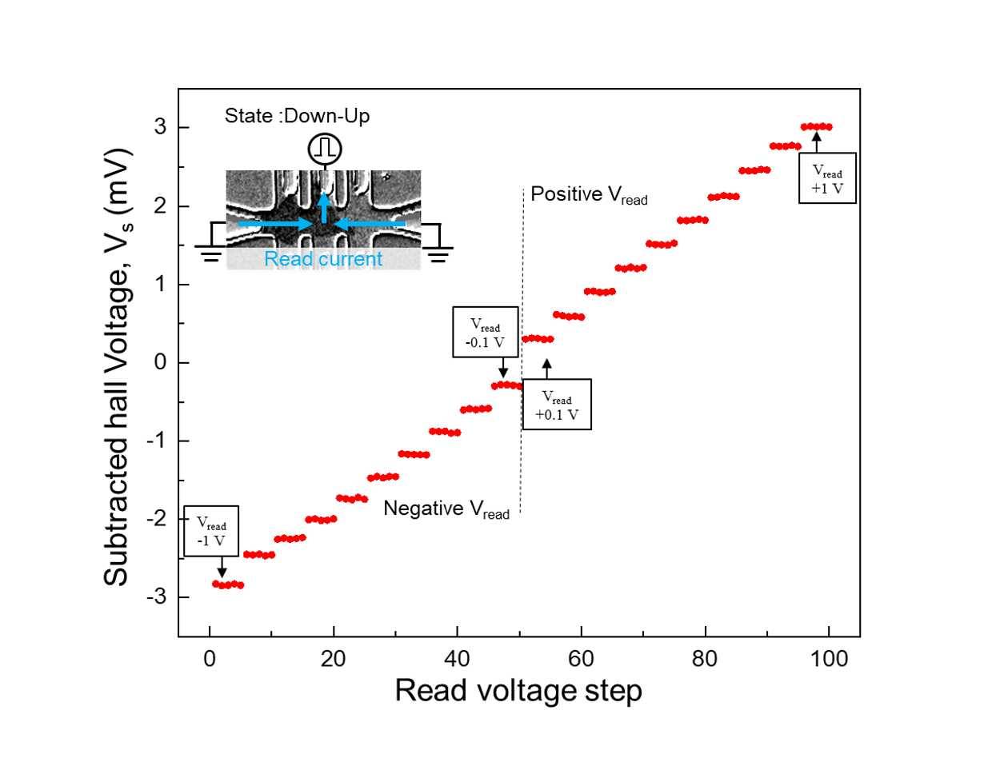 State :Down-Up
Read current
Positive Vread
Vread
+1 V
Vread
-0.1 V
Vread
+0.1 V
Negative Vread
Vread
-1 V
3
2
1
0
-1
-2
-3
Subtracted hall Voltage, Vs (mV)
0 20 40 60 80 100
Read voltage step